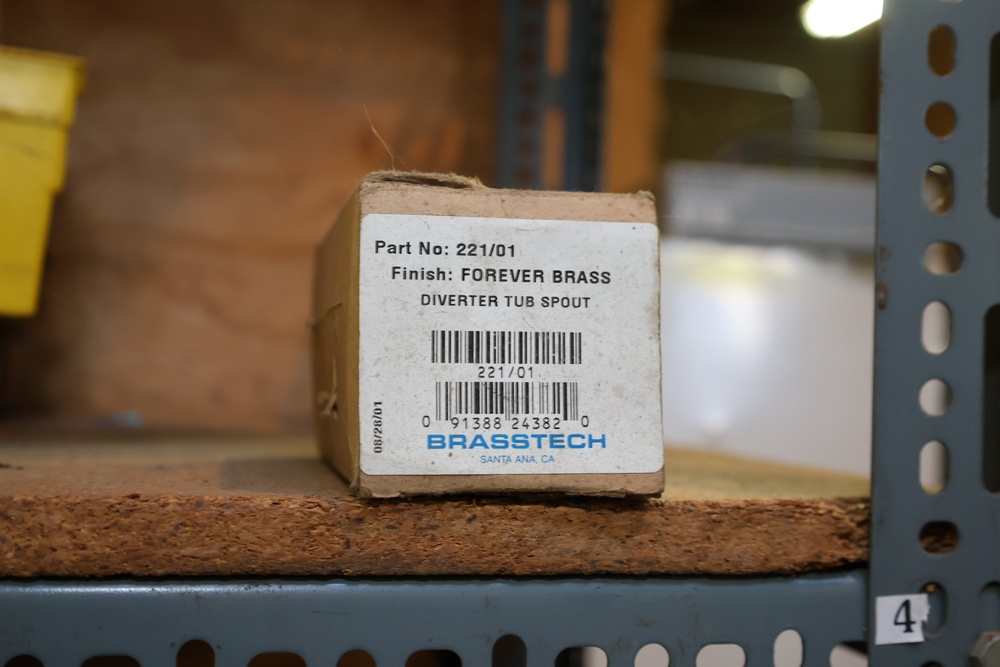 Part No: 221/01
Finish: FOREVER BRASS
DIVERTER TUB SPOUT
221/01
0 91388 24382 0
08/28/01
BRASSTECH
SANTA ANA, CA
4